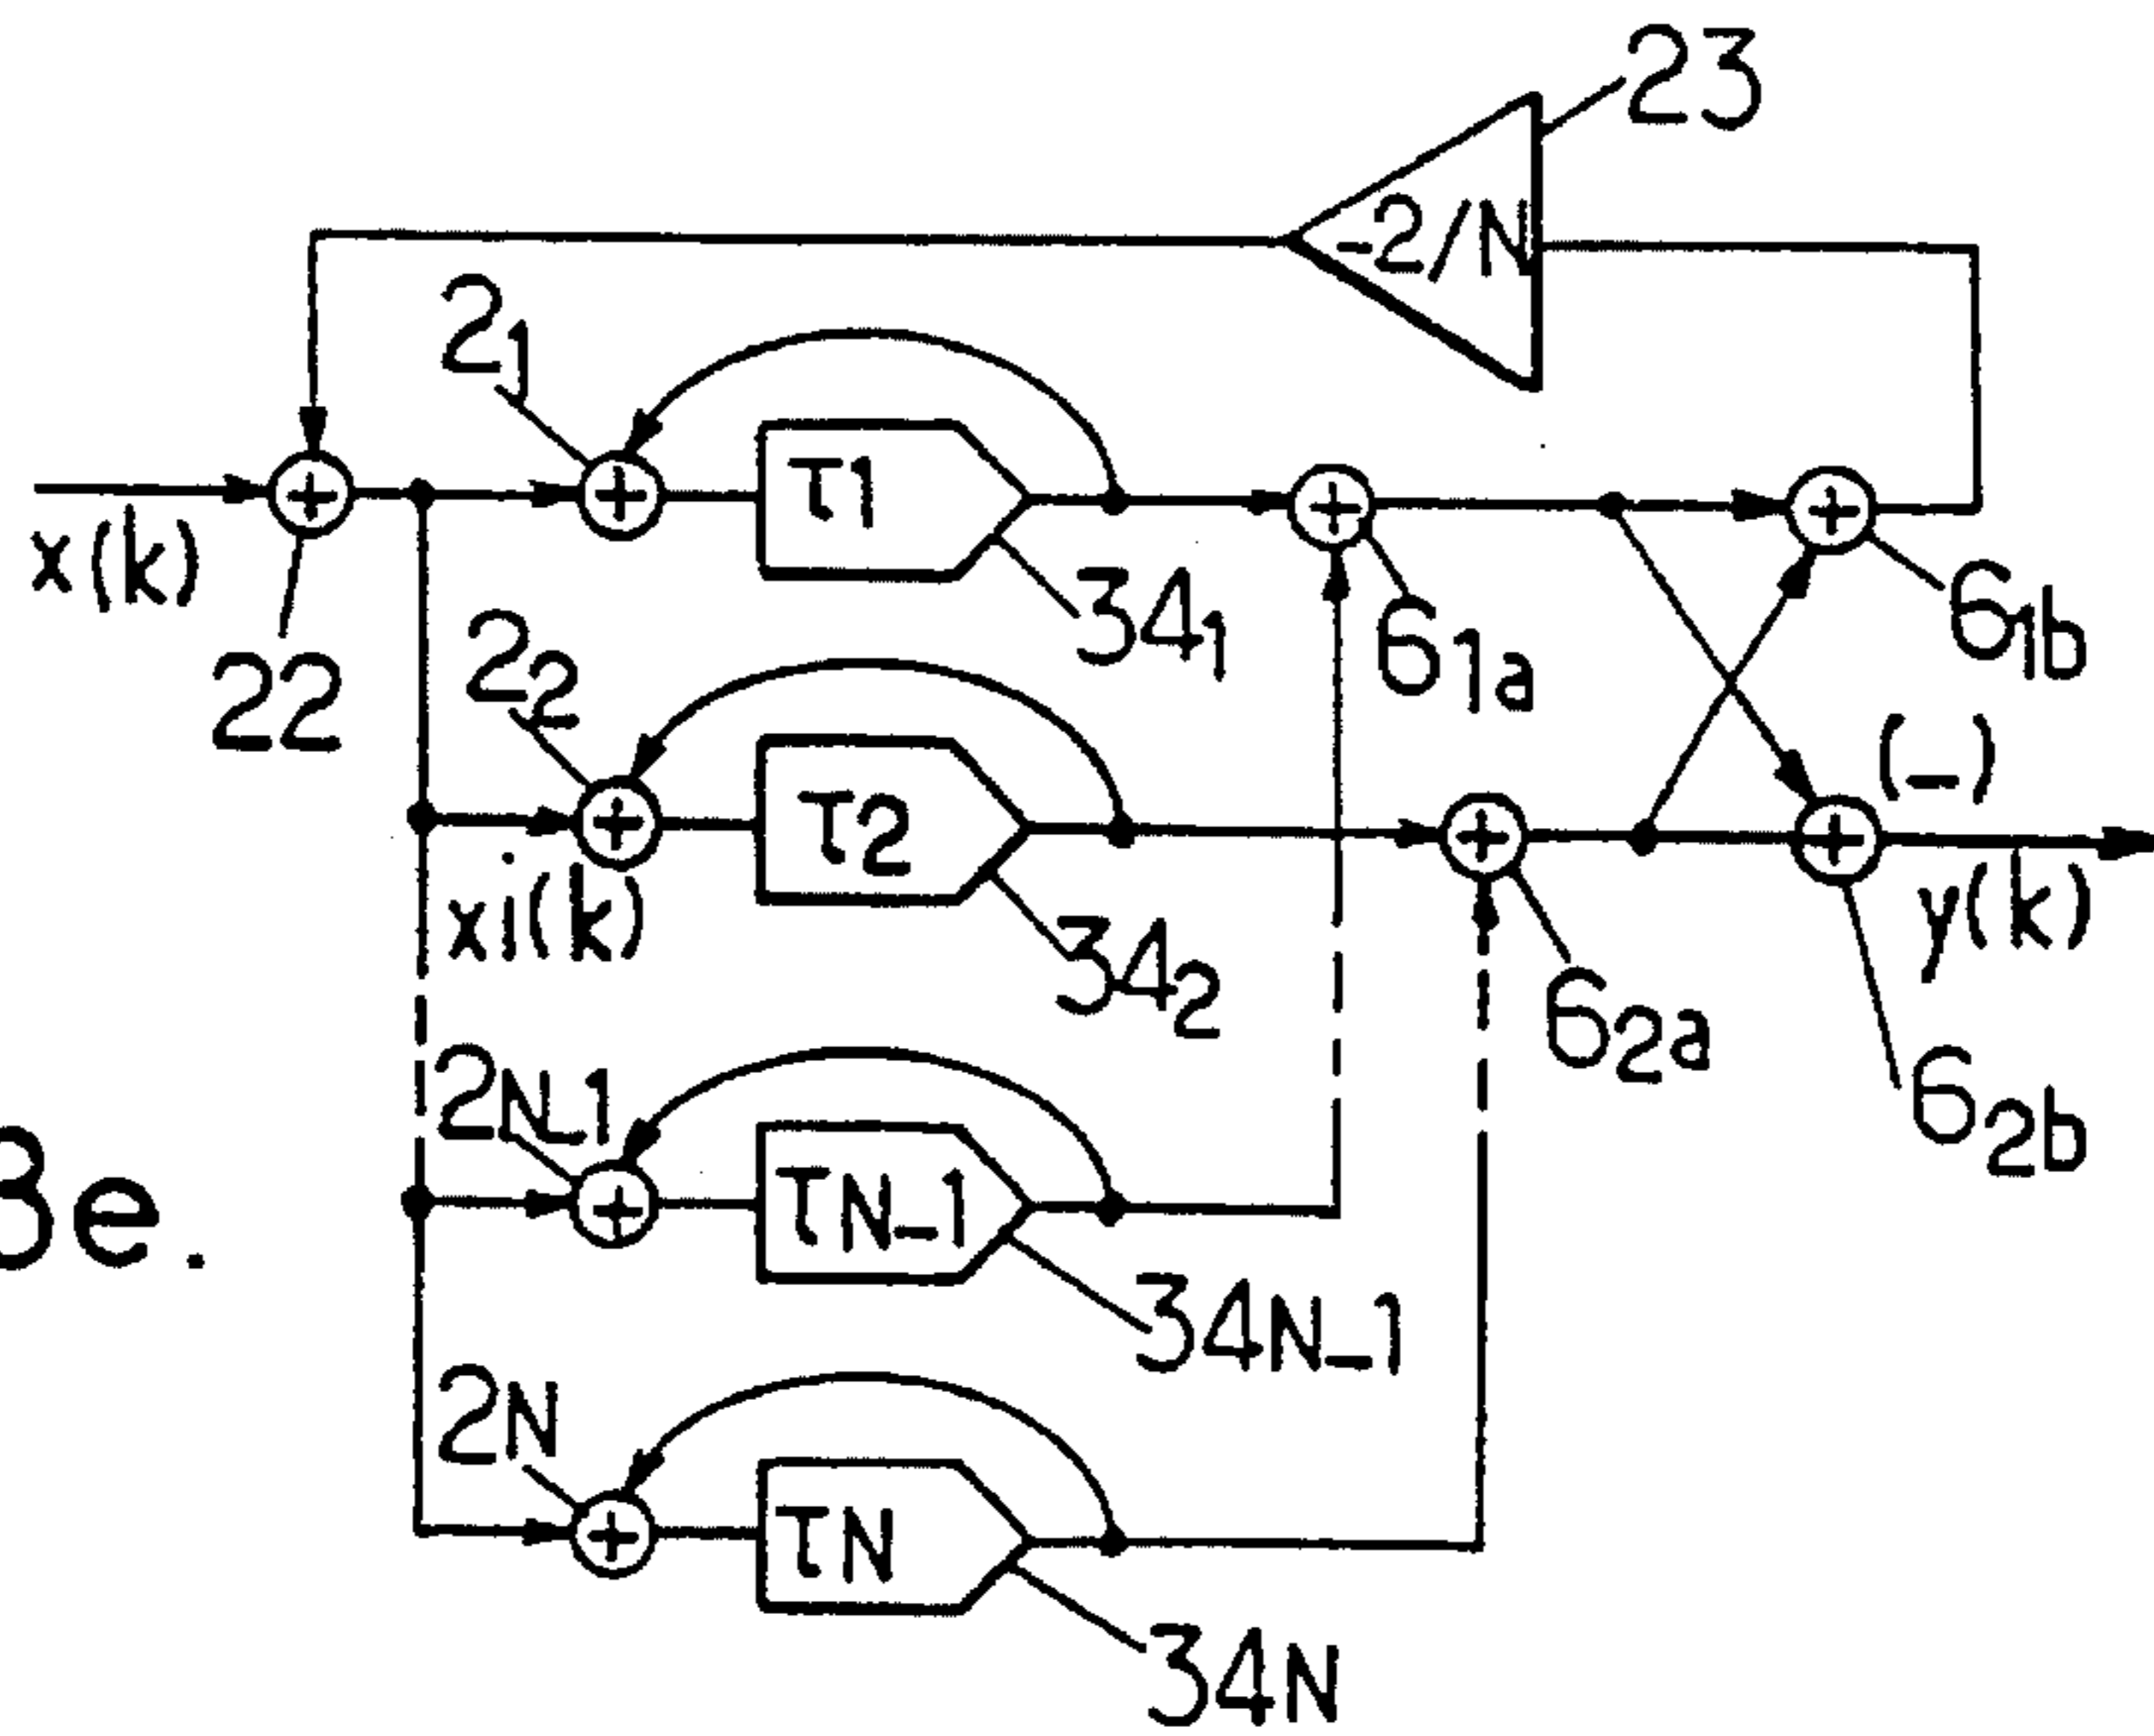 23
-2/N
2₁
τ1
x(k)
34₁
6₁a
6₁b
22
2₂
(-)
τ2
xi(k)
y(k)
34₂
6₂a
6₂b
2N-1
τN-1
3e.
34N-1
2N
τN
34N